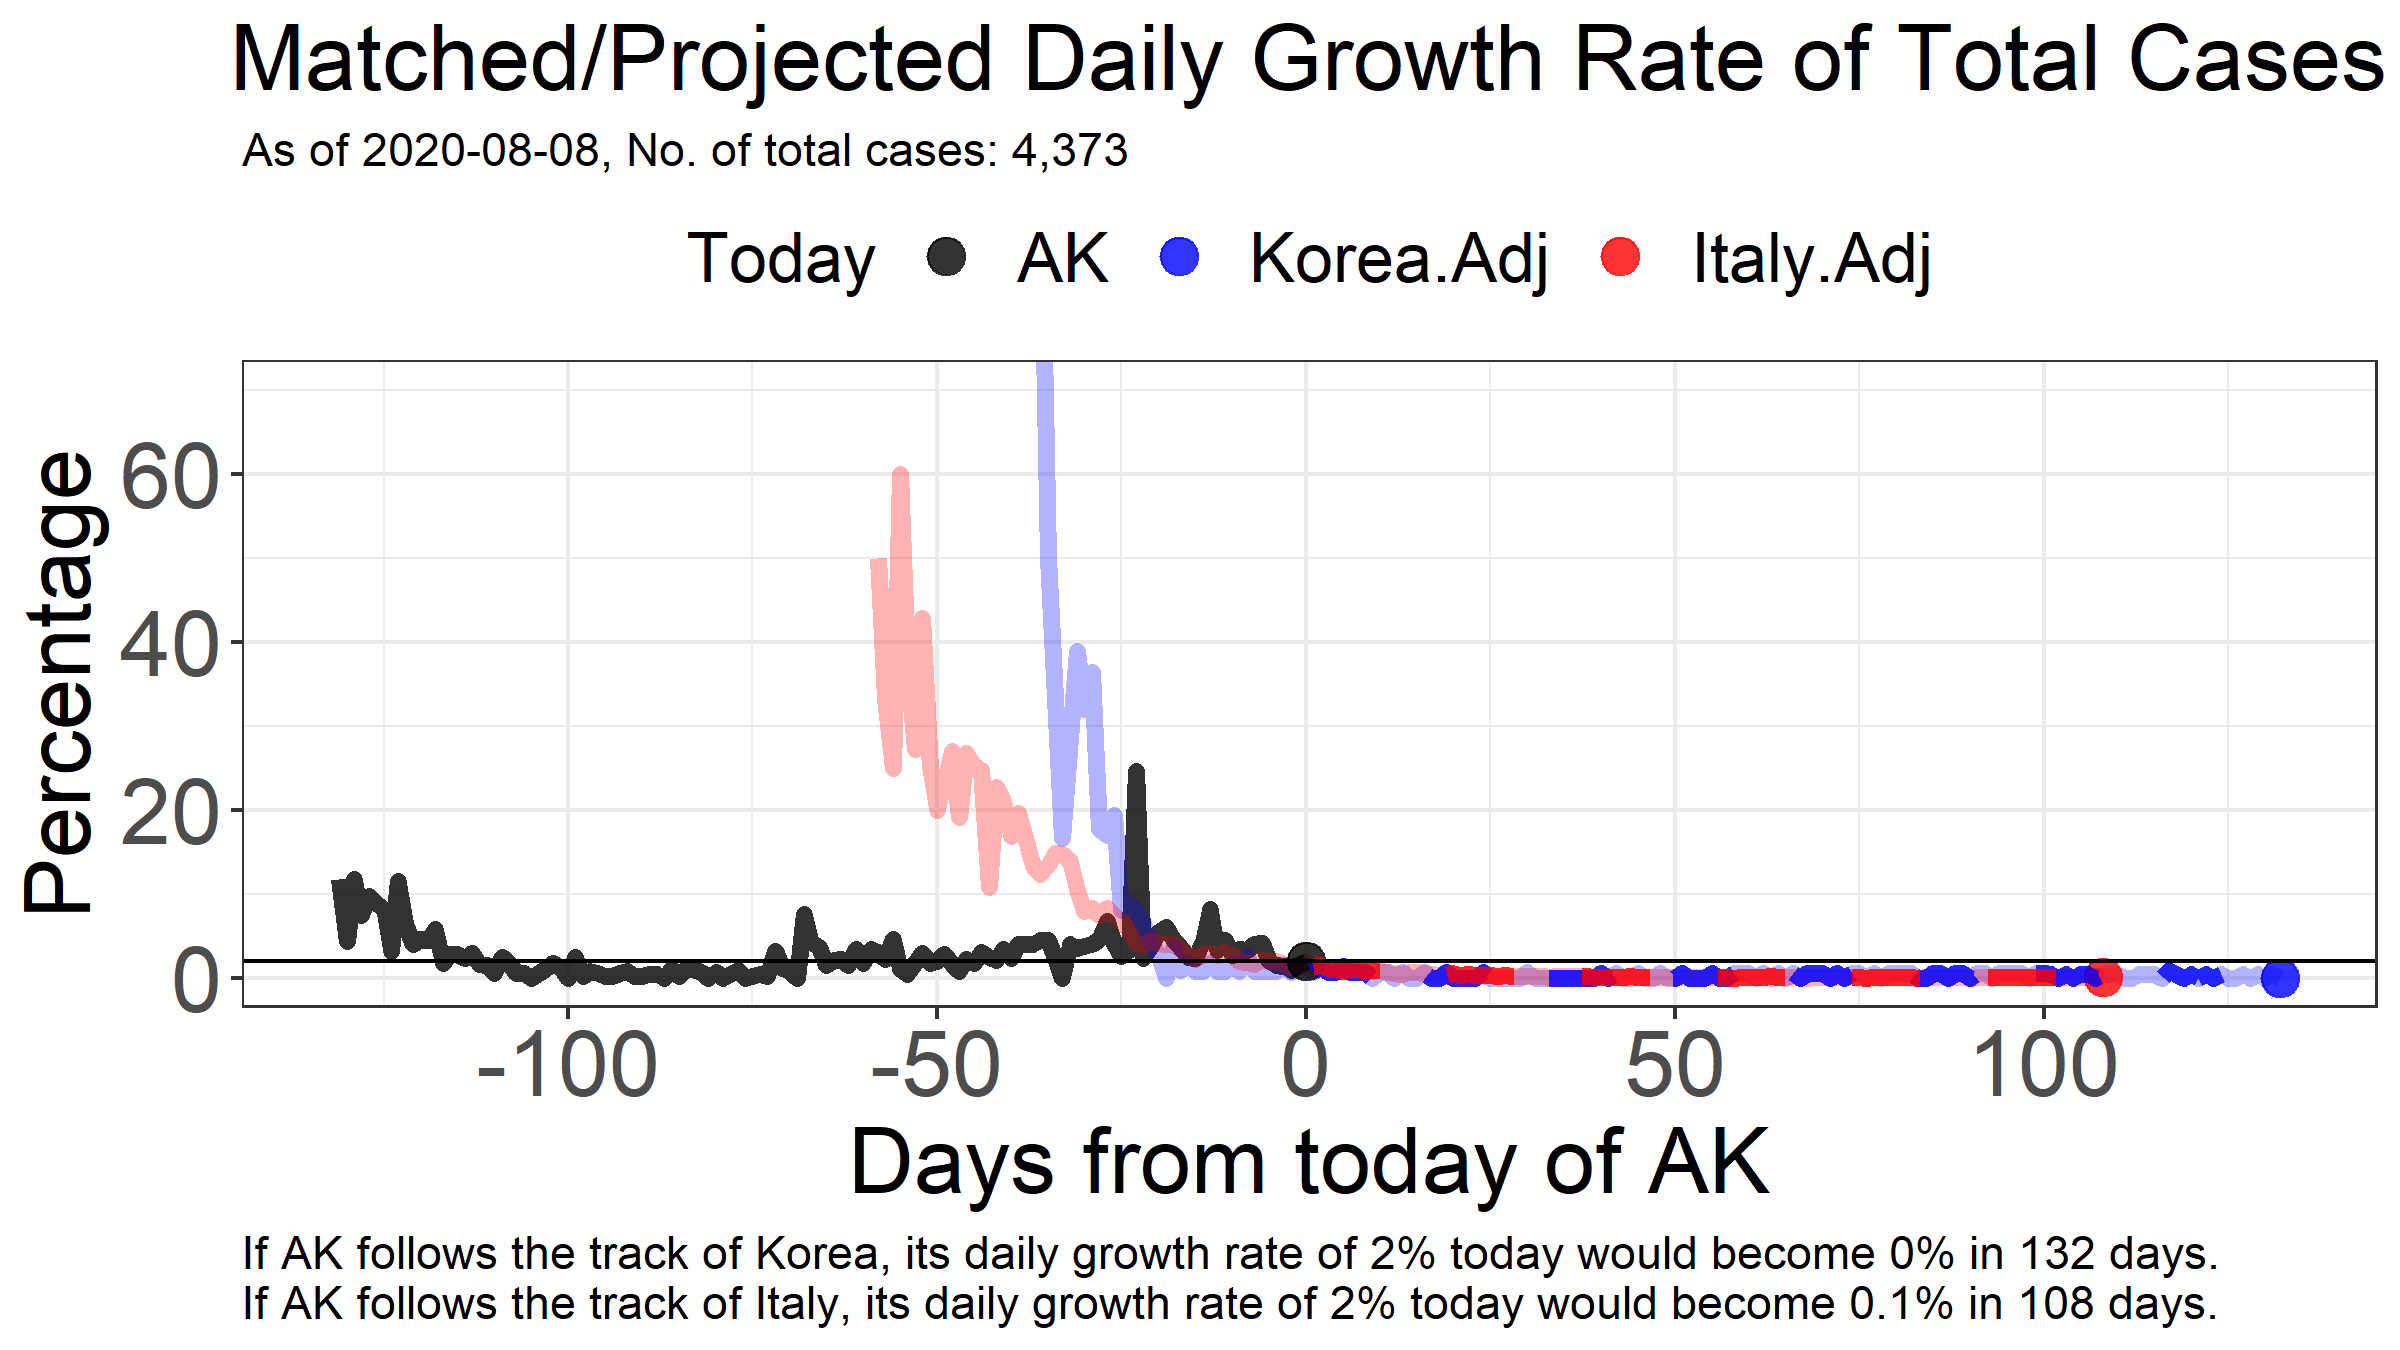 Matched/Projected Daily Growth Rate of Total Cases
As of 2020-08-08, No. of total cases: 4,373
Today AK Korea.Adj Italy.Adj
Percentage
60
40
20
0
-100 -50 0 50 100
Days from today of AK
If AK follows the track of Korea, its daily growth rate of 2% today would become 0% in 132 days.
If AK follows the track of Italy, its daily growth rate of 2% today would become 0.1% in 108 days.